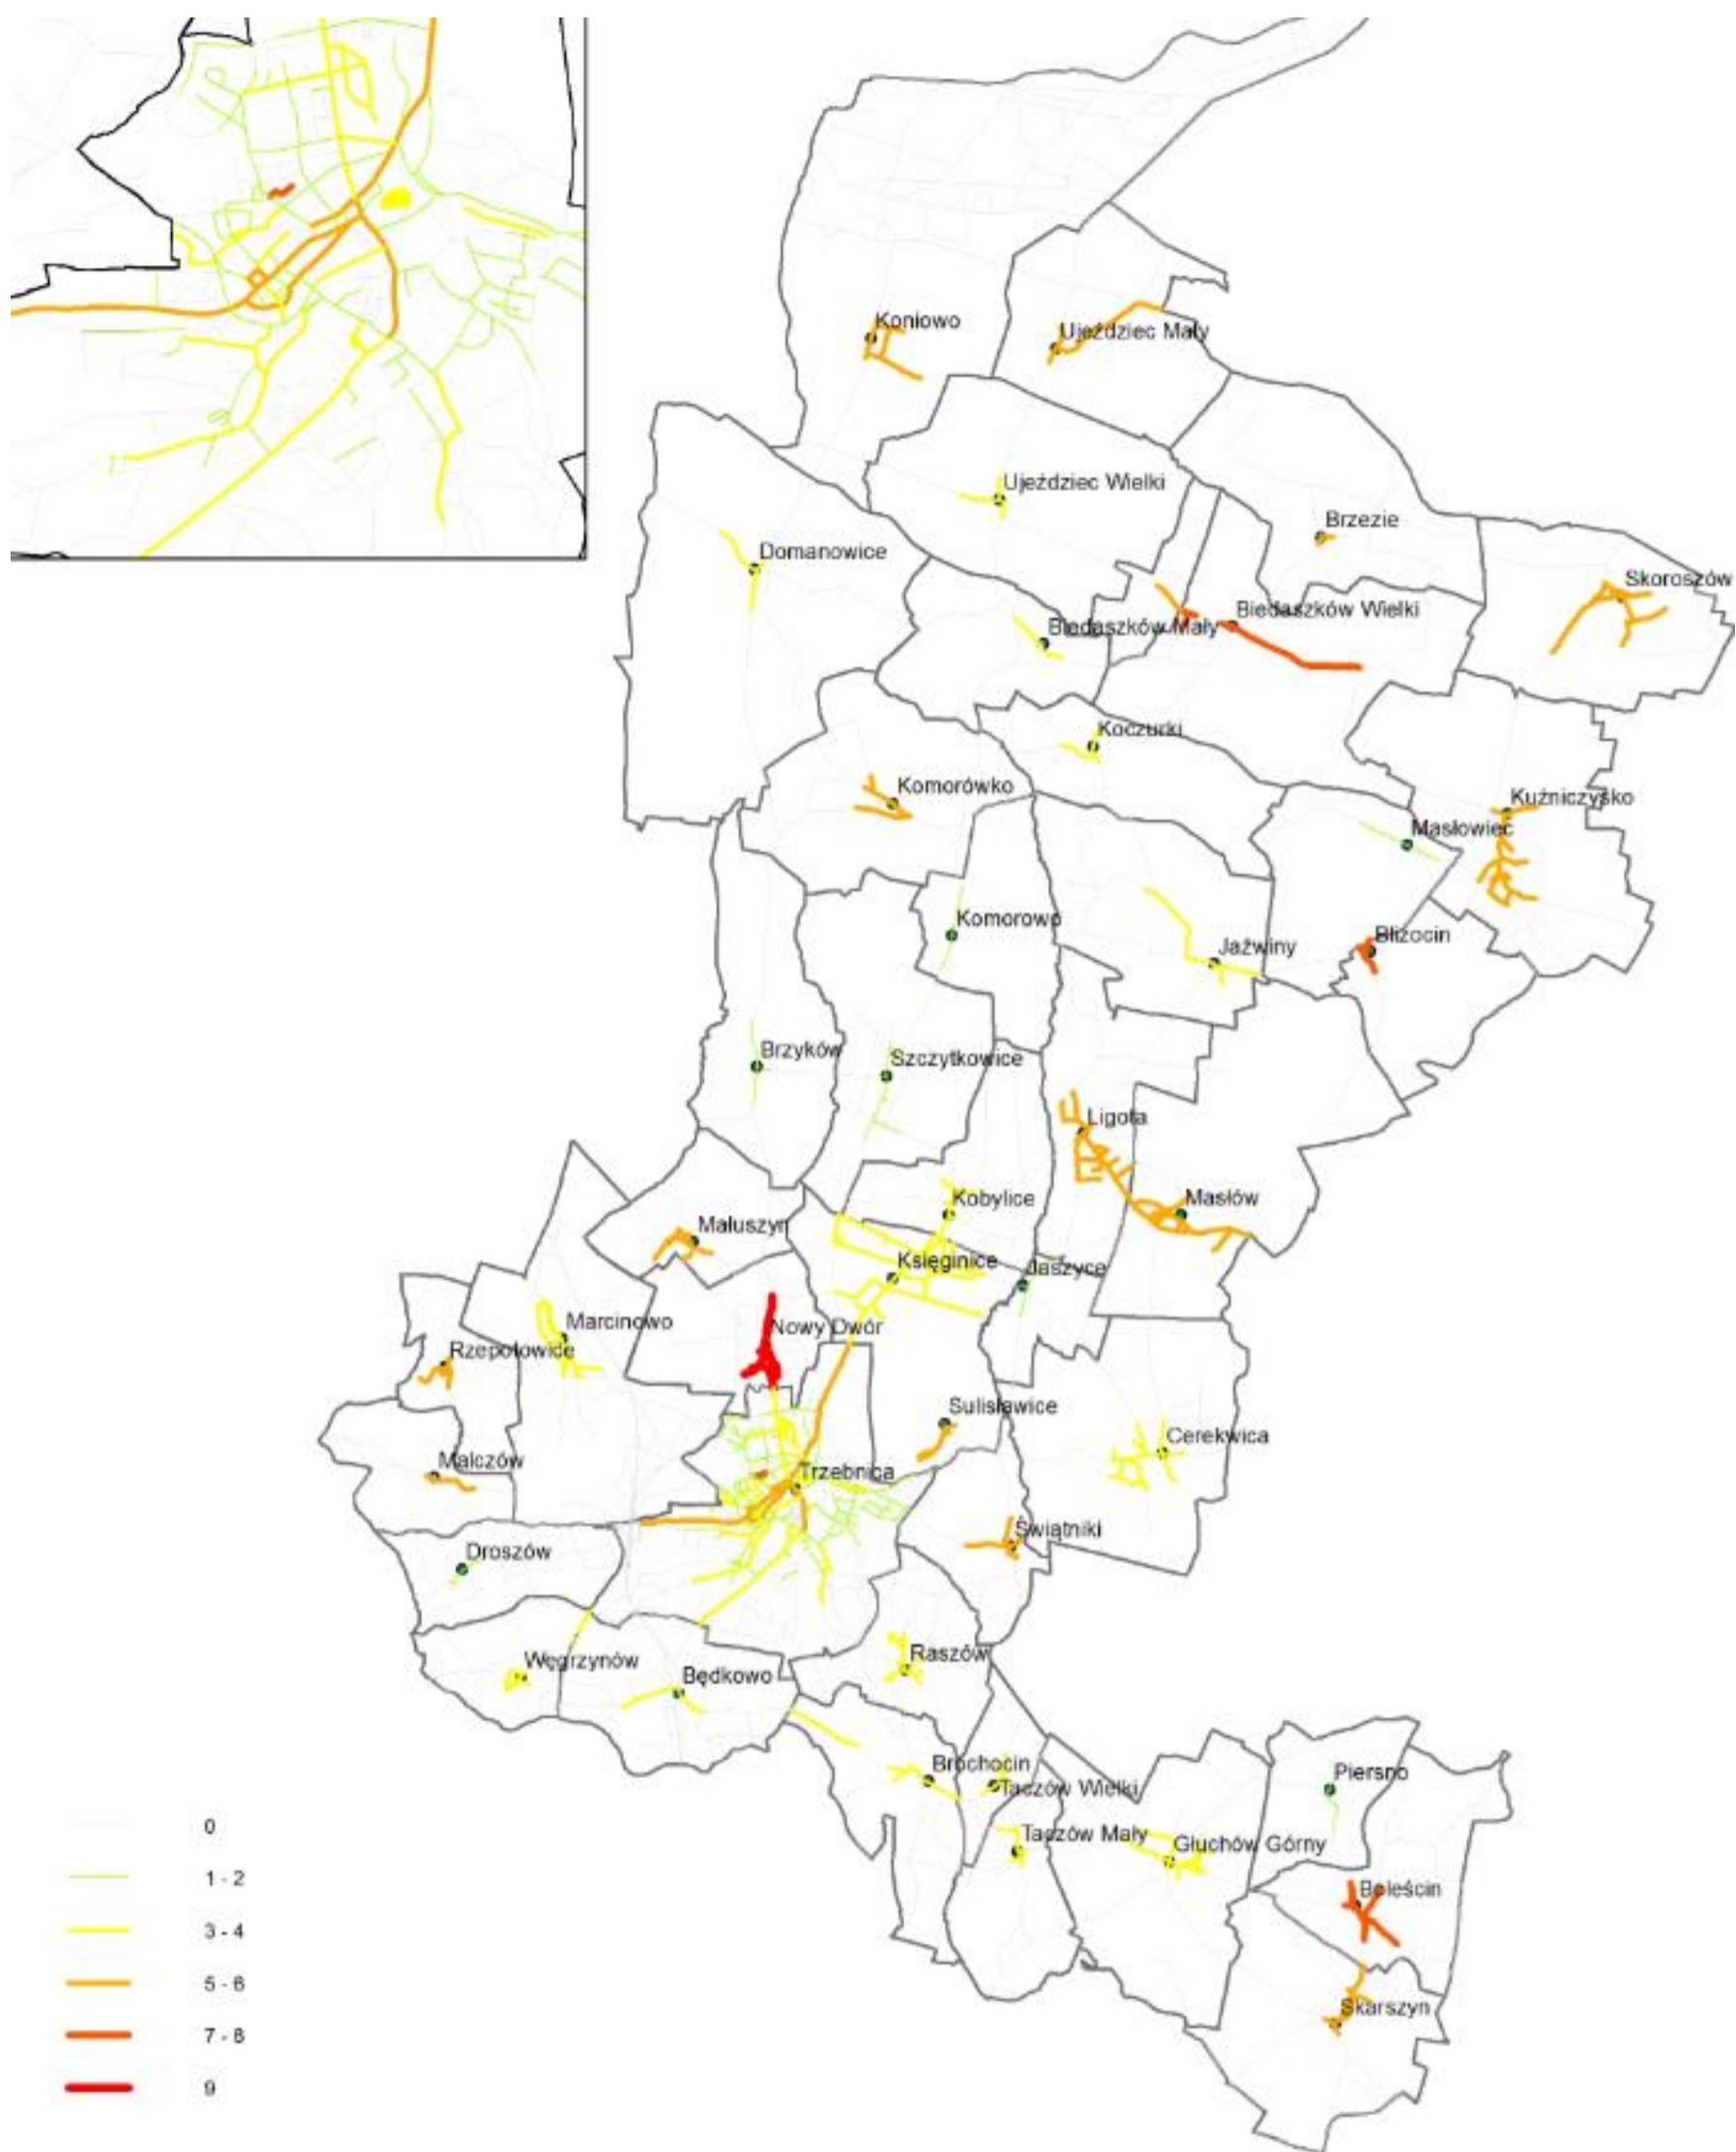 Koniowo
Ujeździec Mały
Ujeździec Wielki
Brzezie
Domanowice
Skoroszów
Biedaszków Wielki
Biedaszków Mały
Koczurki
Komorówko
Kuźniczysko
Masłowiec
Komorowo
Blizocin
Jaźwiny
Brzyków
Szczytkowice
Ligota
Masłów
Kobylice
Małuszyn
Księginice
Jaszyce
Marcinowo
Nowy Dwór
Rzepotowice
Sulisławice
Cerekwica
Malczów
Trzebnica
Świątniki
Droszów
Raszów
Węgrzynów
Będkowo
Brochocin
Piersno
Taczów Wielki
Taczów Mały
Głuchów Górny
Boleścin
Skarszyn
0
1 - 2
3 - 4
5 - 6
7 - 8
9